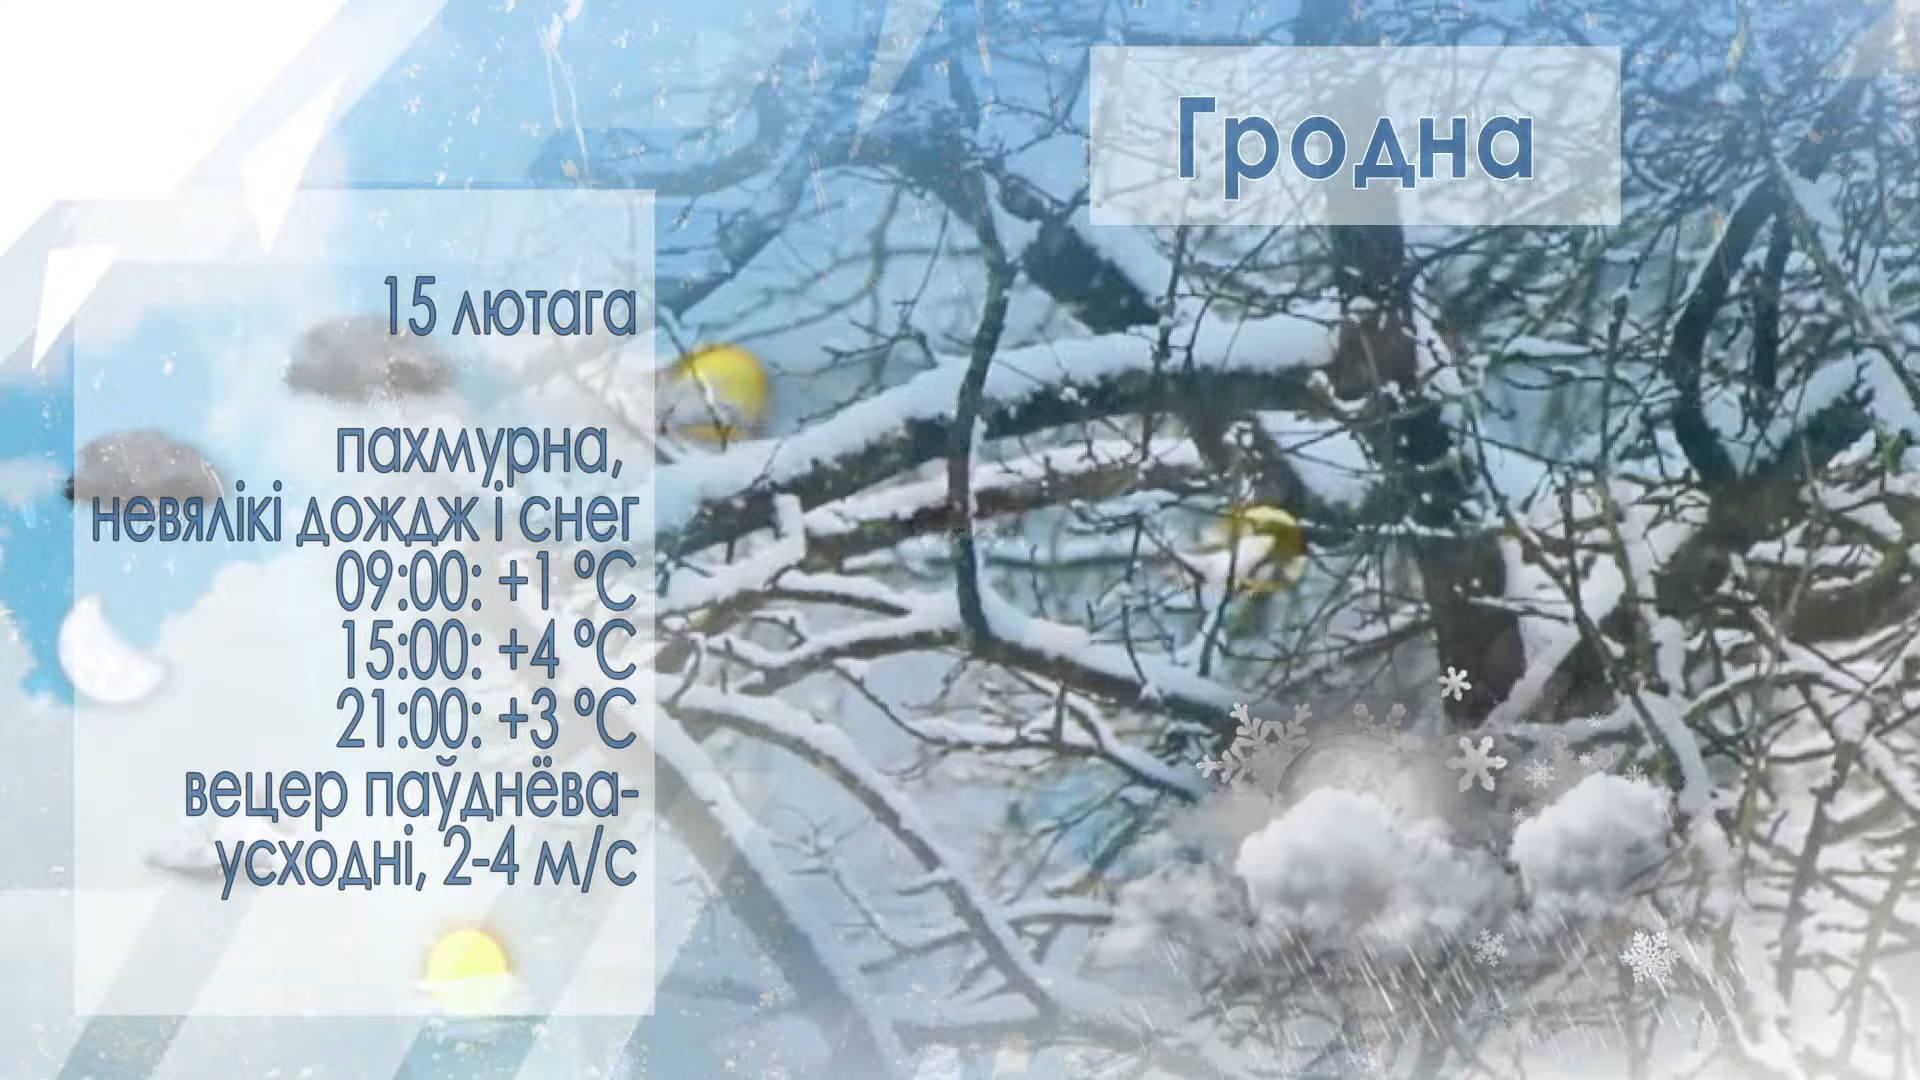 Гродна
15 лютага
пахмурна,
невялікі дождж і снег
09:00: +1 °C
15:00: +4 °C
21:00: +3 °C
вецер паўднёва-
усходні, 2-4 м/с